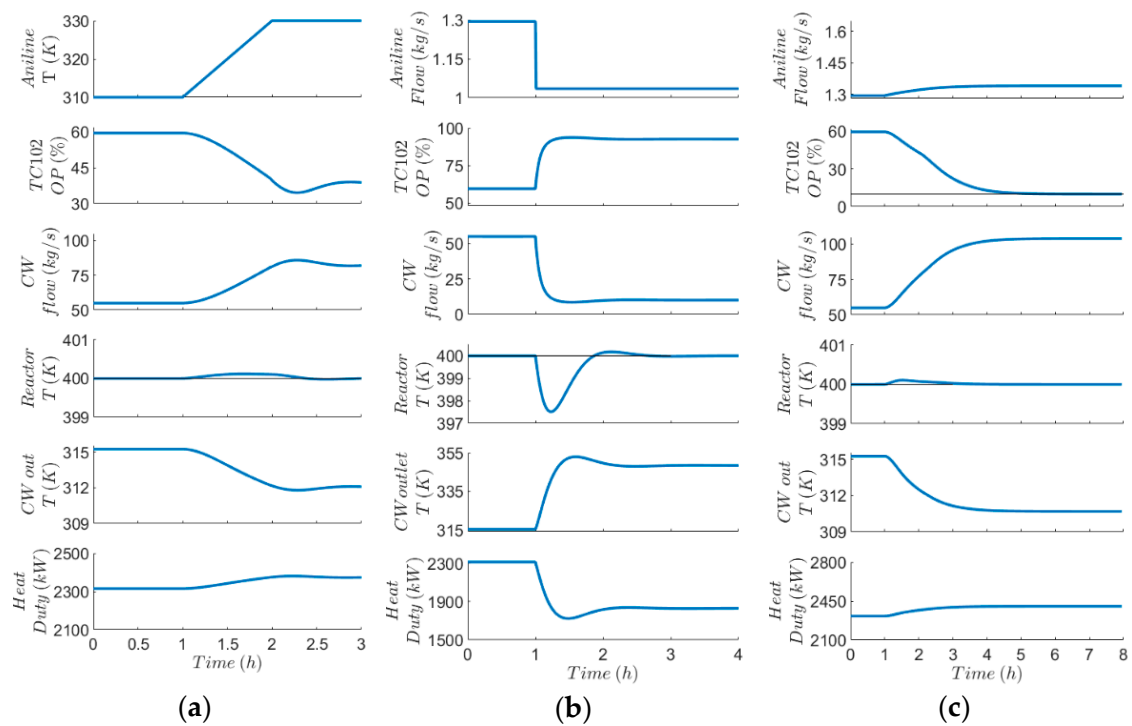 Aniline
T (K)
330
320
310
TC102
OP (%)
60
45
30
CW
flow (kg/s)
100
75
50
Reactor
T (K)
401
400
399
CW out
T (K)
315
312
309
Heat
Duty (kW)
2500
2300
2100
0 0.5 1 1.5 2 2.5 3
Time (h)
(a)
Aniline
Flow (kg/s)
1.3
1.15
1
TC102
OP (%)
100
75
50
CW
flow (kg/s)
50
25
0
Reactor
T (K)
400
399
398
397
CW outlet
T (K)
355
335
315
Heat
Duty (kW)
2300
1900
1500
0 1 2 3 4
Time (h)
(b)
Aniline
Flow (kg/s)
1.6
1.45
1.3
TC102
OP (%)
60
30
0
CW
flow (kg/s)
100
75
50
Reactor
T (K)
401
400
399
CW out
T (K)
315
312
309
Heat
Duty (kW)
2800
2450
2100
0 1 2 3 4 5 6 7 8
Time (h)
(c)